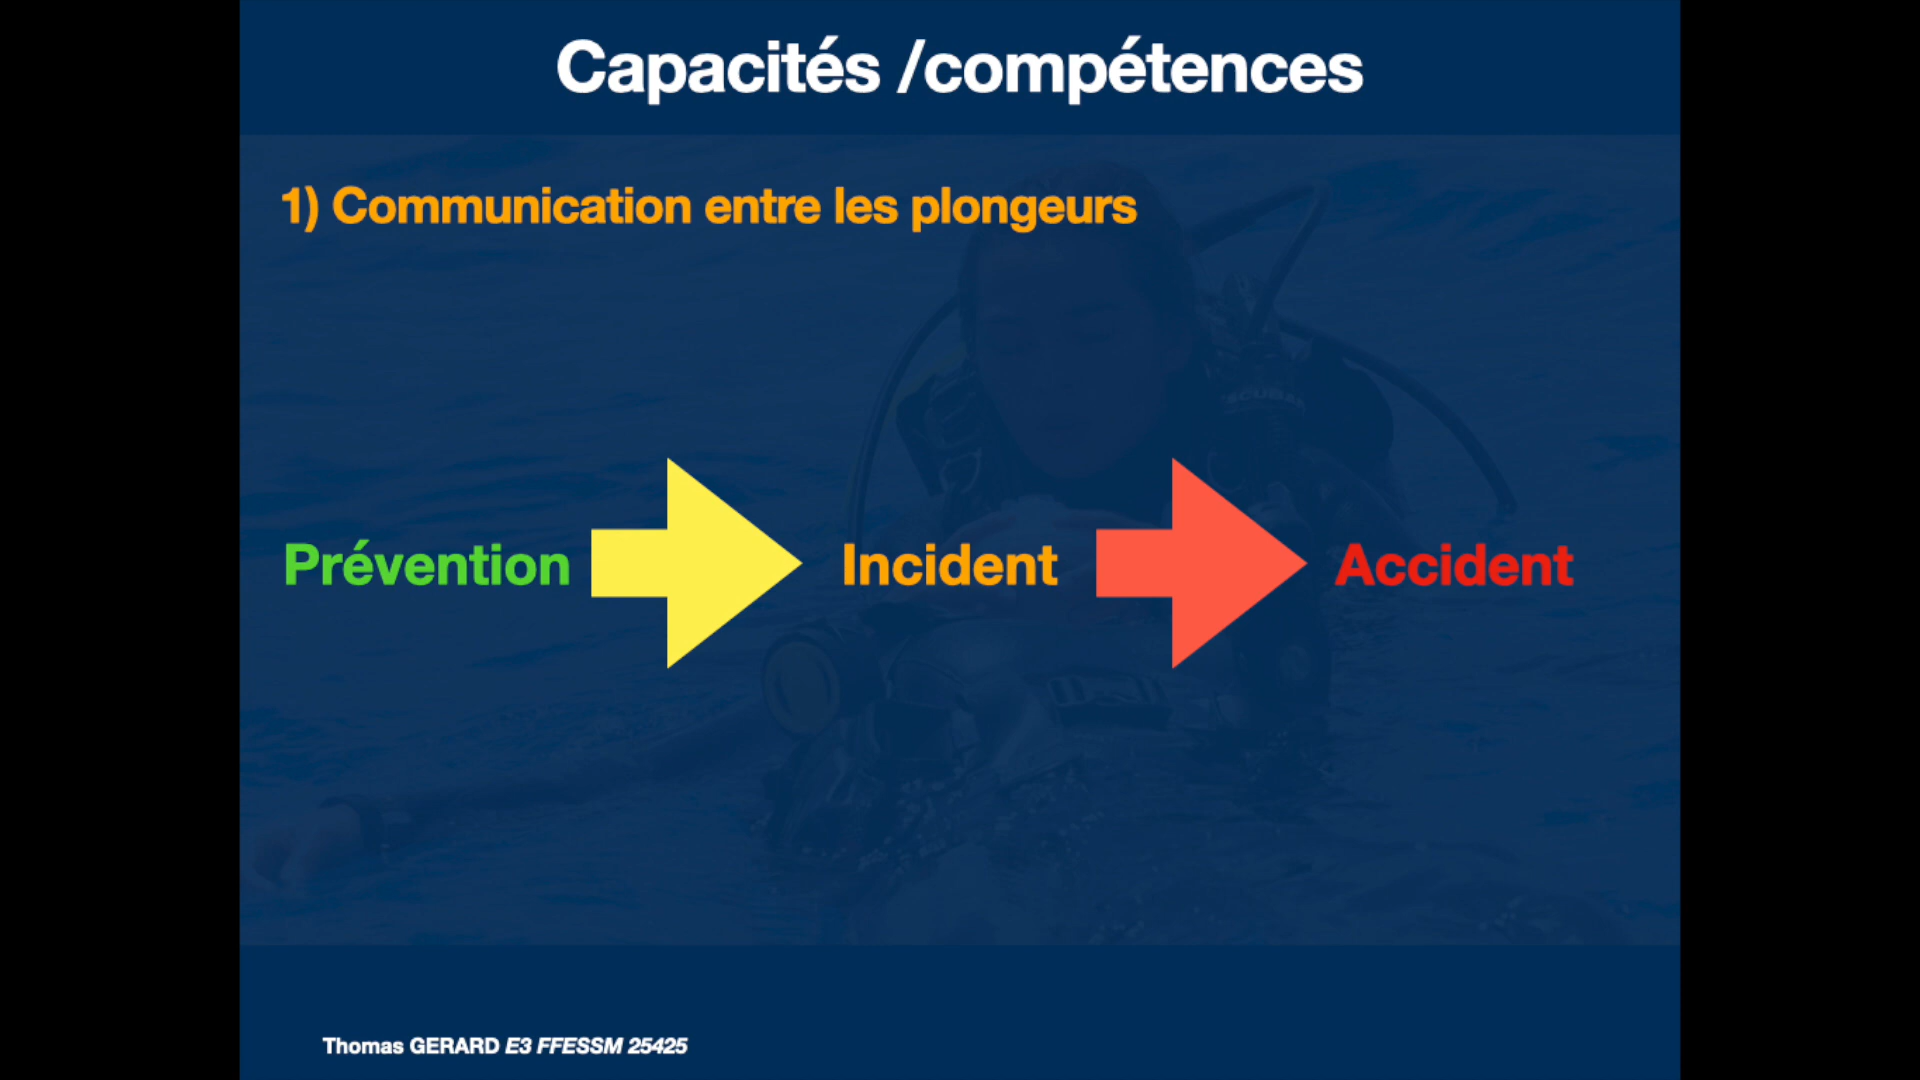 Capacités /compétences
1) Communication entre les plongeurs
Prévention Incident Accident
Thomas GERARD E3 FFESSM 25425